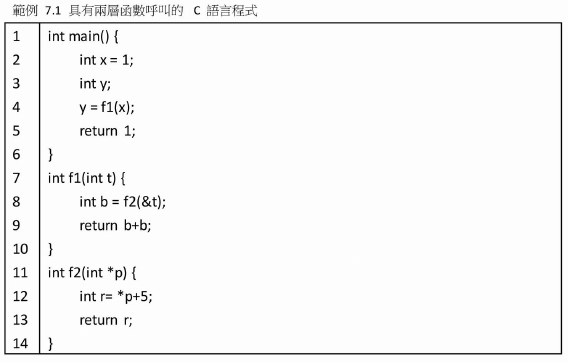 範例 7.1 具有兩層函數呼叫的 C 語言程式
1 int main() {
2 int x = 1;
3 int y;
4 y = f1(x);
5 return 1;
6 }
7 int f1(int t) {
8 int b = f2(&t);
9 return b+b;
10 }
11 int f2(int *p) {
12 int r= *p+5;
13 return r;
14 }